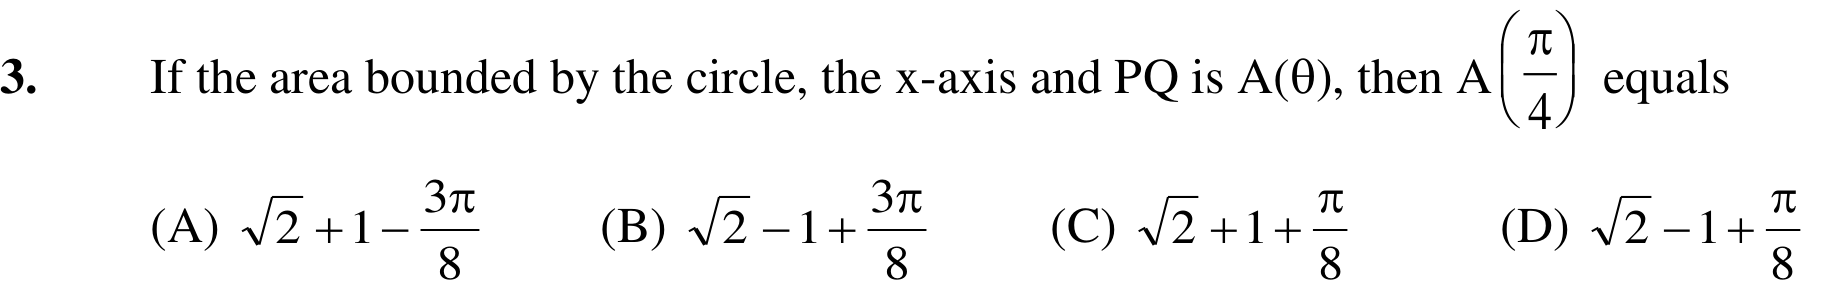 3. If the area bounded by the circle, the x-axis and PQ is A(θ), then A(π/4) equals
(A) √2 + 1 − 3π/8 (B) √2 − 1 + 3π/8 (C) √2 + 1 + π/8 (D) √2 − 1 + π/8